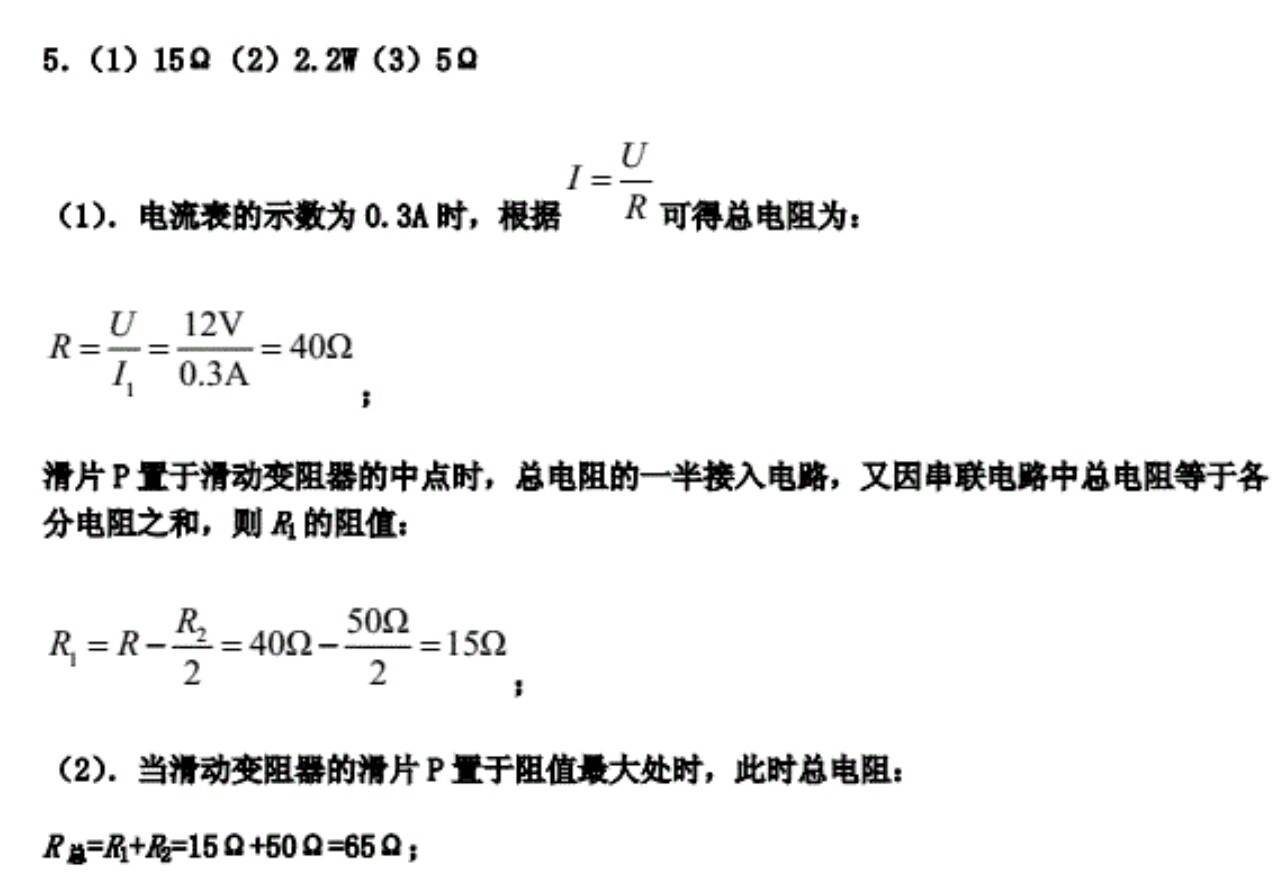 5.（1）15Ω（2）2.2W（3）5Ω
（1）. 电流表的示数为 0.3A 时，根据 I=U/R 可得总电阻为：
R=U/I₁=12V/0.3A=40Ω；
滑片 P 置于滑动变阻器的中点时，总电阻的一半接入电路，又因串联电路中总电阻等于各
分电阻之和，则 R₁ 的阻值：
R₁=R−R₂/2=40Ω−50Ω/2=15Ω；
（2）. 当滑动变阻器的滑片 P 置于阻值最大处时，此时总电阻：
R总=R₁+R₂=15Ω+50Ω=65Ω；